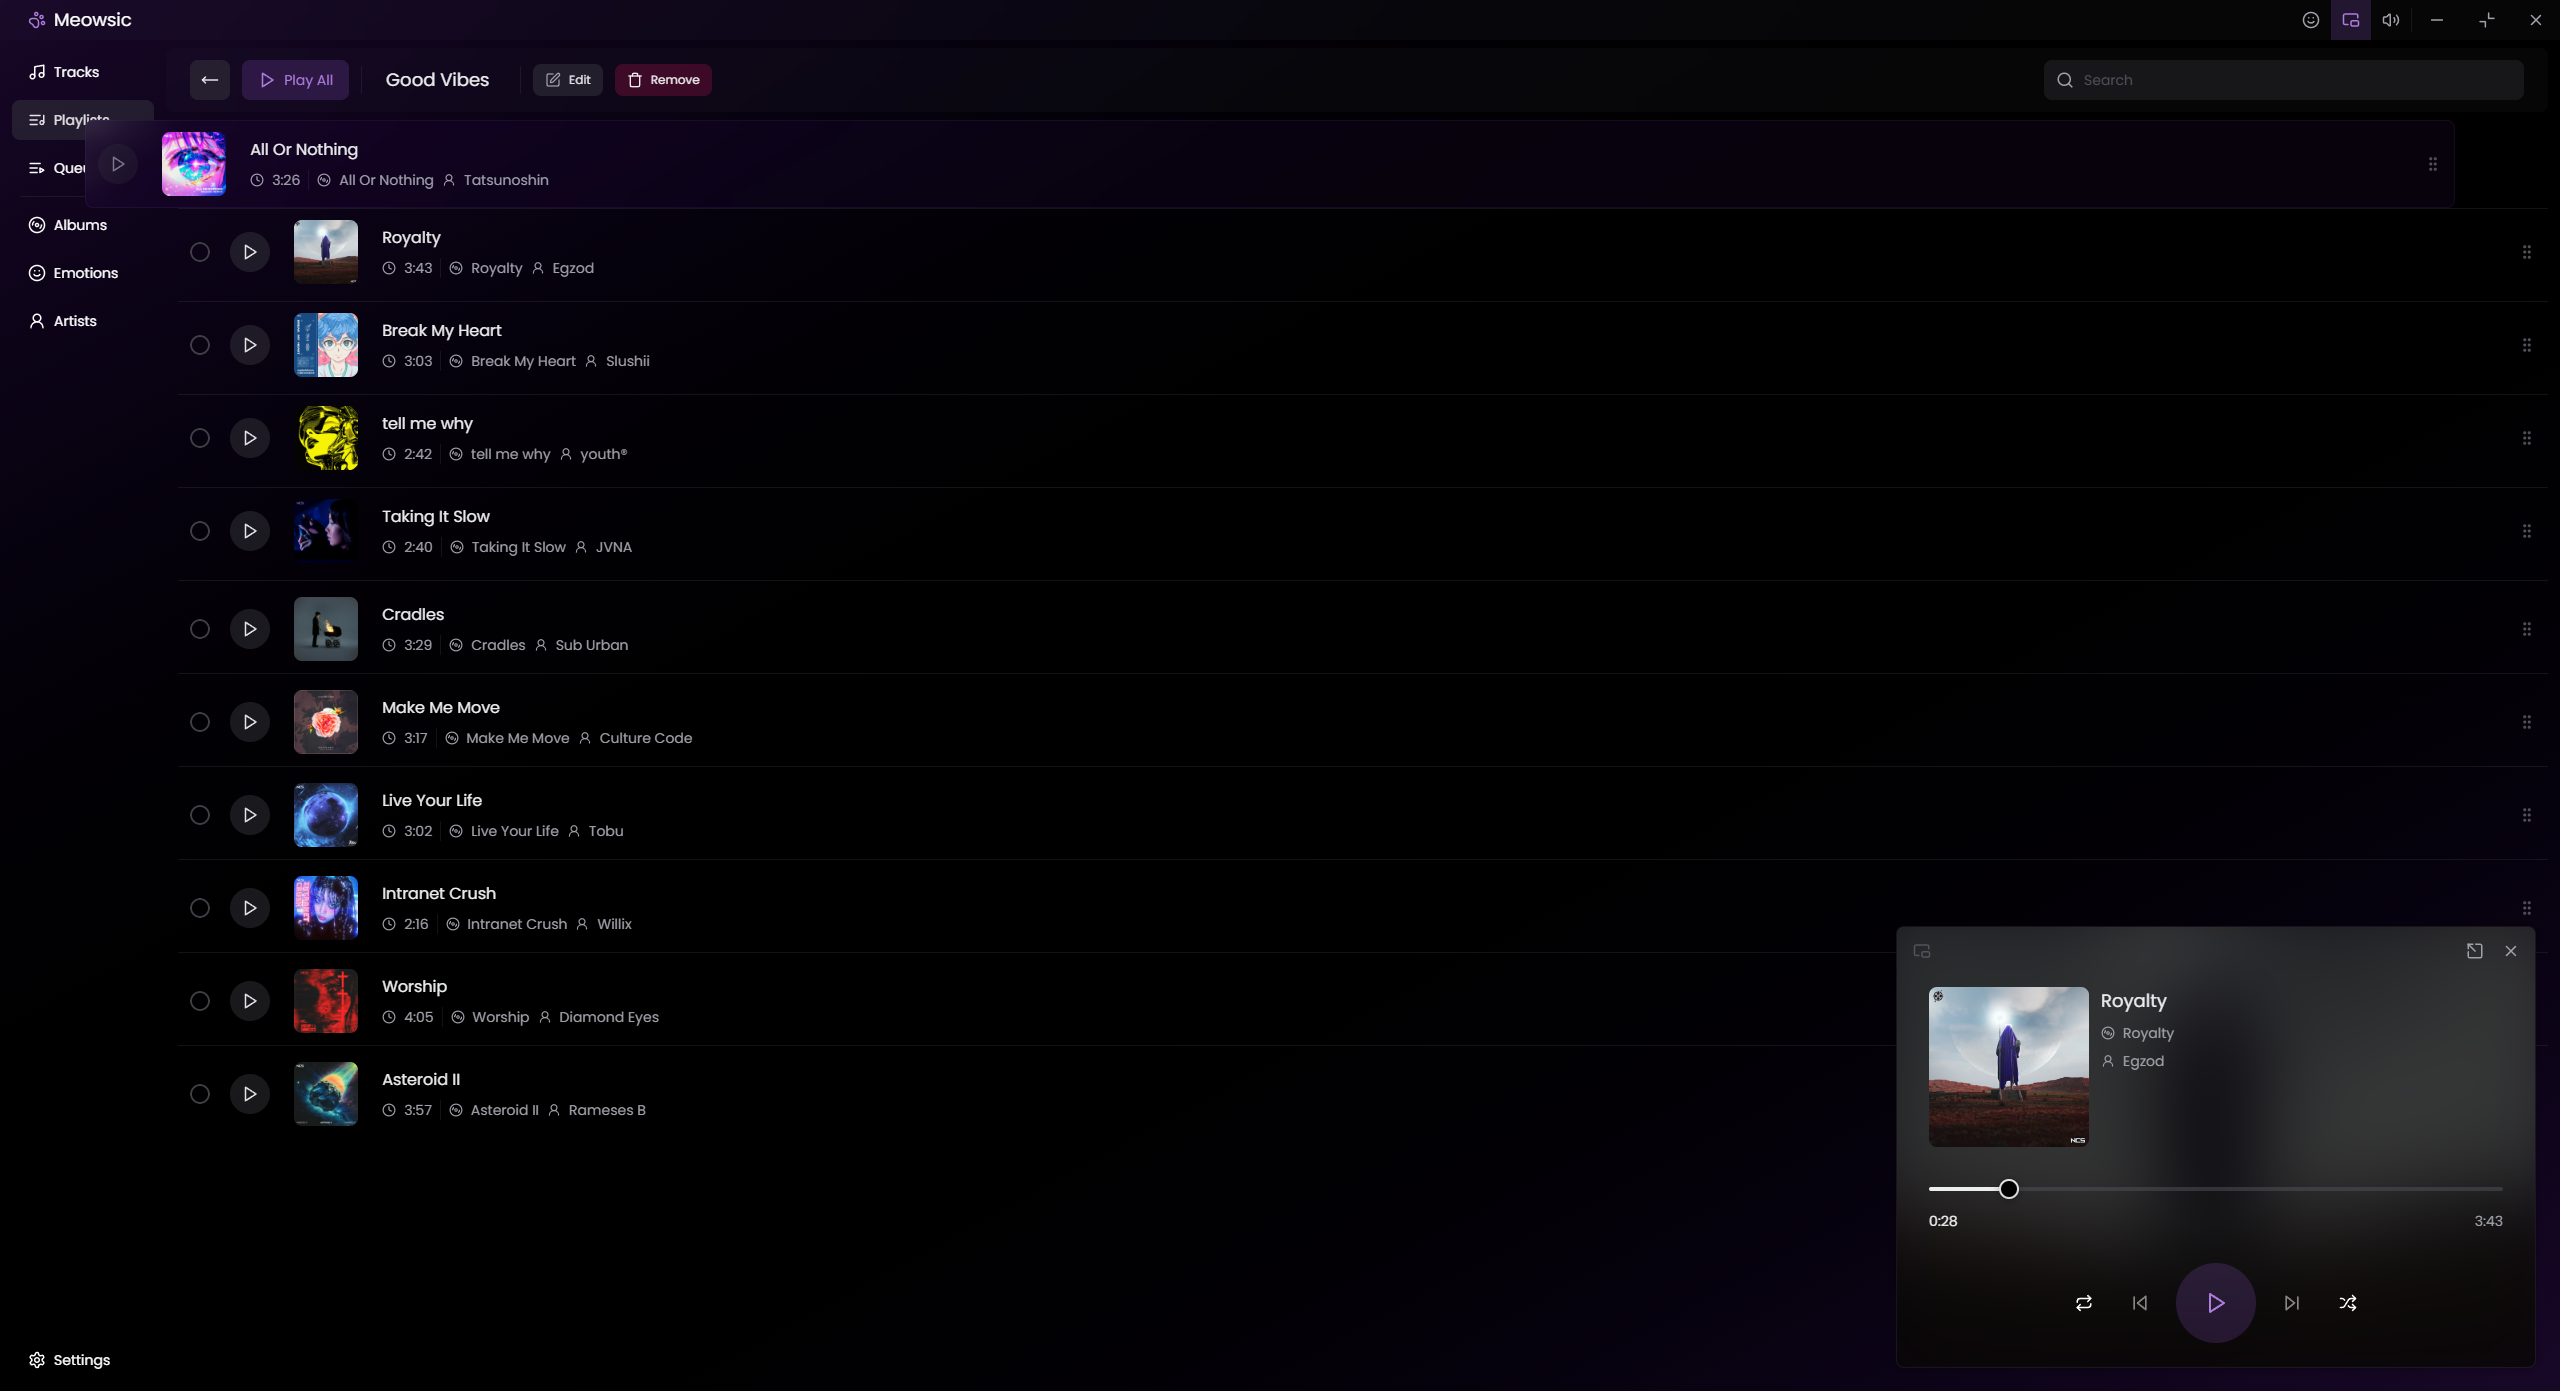 Meowsic
Tracks
Playlists
Albums
Emotions
Artists
Settings
Play All
Good Vibes
Edit
Remove
Search
All Or Nothing
3:26 All Or Nothing Tatsunoshin
Royalty
3:43 Royalty Egzod
Break My Heart
3:03 Break My Heart Slushii
tell me why
2:42 tell me why youth®
Taking It Slow
2:40 Taking It Slow JVNA
Cradles
3:29 Cradles Sub Urban
Make Me Move
3:17 Make Me Move Culture Code
Live Your Life
3:02 Live Your Life Tobu
Intranet Crush
2:16 Intranet Crush Willix
Worship
4:05 Worship Diamond Eyes
Asteroid II
3:57 Asteroid II Rameses B
Royalty
Royalty
Egzod
NCS
0:28
3:43